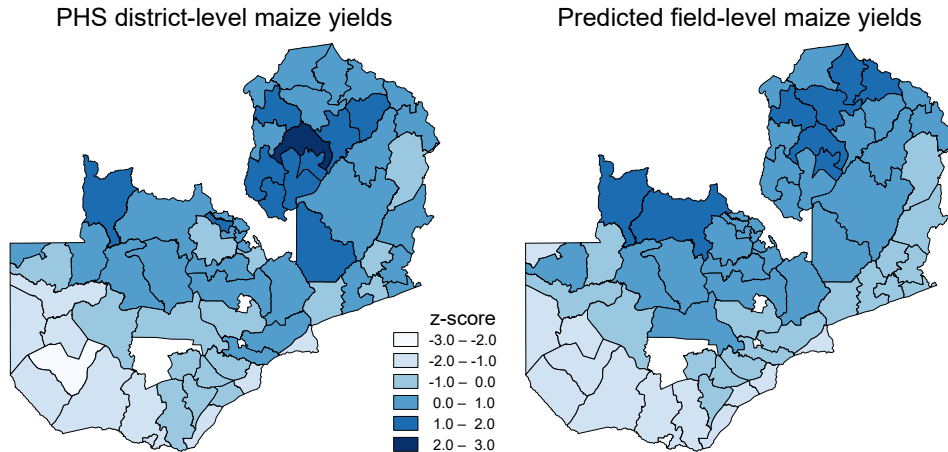 PHS district-level maize yields
Predicted field-level maize yields
z-score
-3.0 – -2.0
-2.0 – -1.0
-1.0 – 0.0
0.0 – 1.0
1.0 – 2.0
2.0 – 3.0